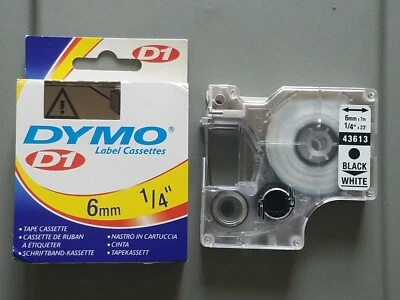 D1
DYMO
D1 Label Cassettes
6mm 1/4"
• TAPE CASSETTE
• CASSETTE DE RUBAN
A ÉTIQUETER
• SCHRIFTBAND-KASSETTE
• NASTRO IN CARTUCCIA
• CINTA
• TAPEKASSETT
6mm x 7m
1/4" x 23'
43613
BLACK
WHITE